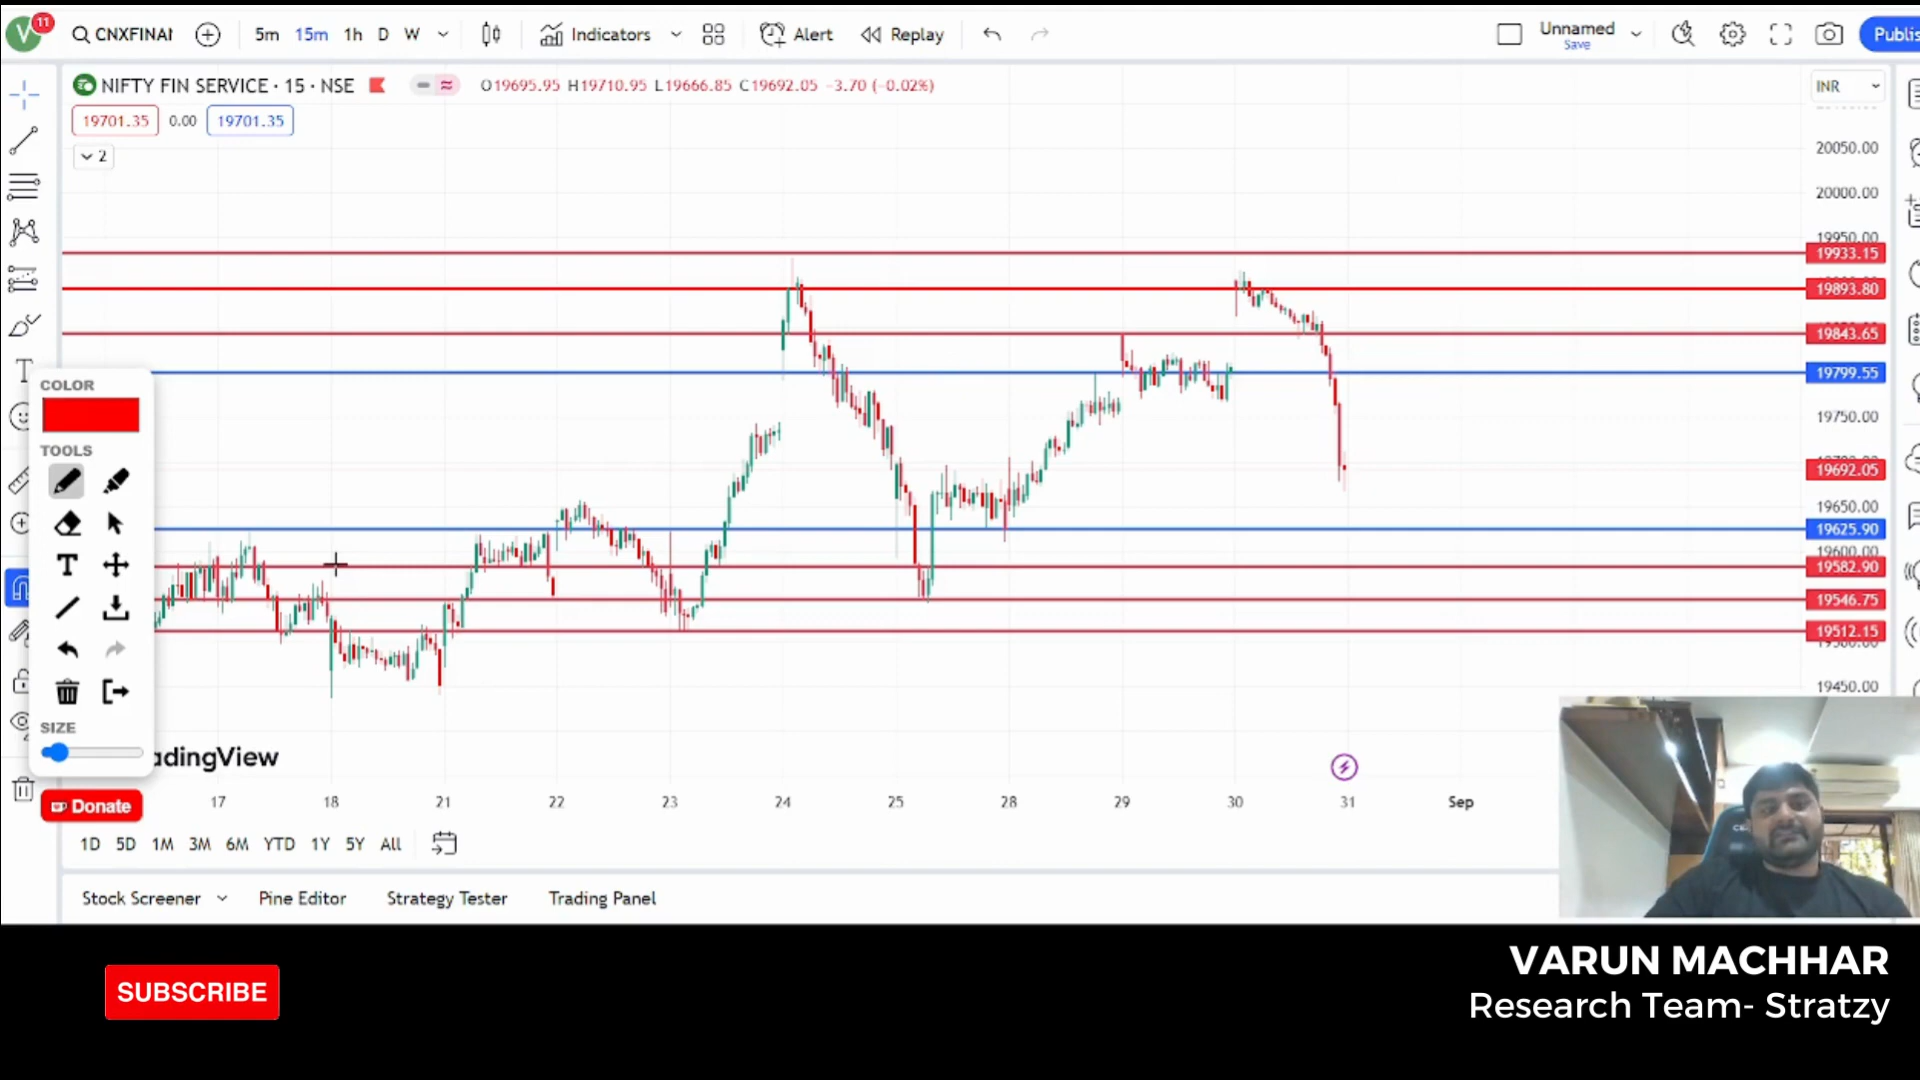 V
11
CNXFINAI
5m
15m
1h
D
W
Indicators
Alert
Replay
Unnamed
Save
Publis
NIFTY FIN SERVICE · 15 · NSE
O19695.95 H19710.95 L19666.85 C19692.05 -3.70 (-0.02%)
INR
19701.35
0.00
19701.35
2
20050.00
20000.00
19950.00
19933.15
19893.80
19843.65
19799.55
19750.00
19692.05
19650.00
19625.90
19600.00
19582.90
19546.75
19512.15
19450.00
COLOR
TOOLS
T
SIZE
adingView
Donate
17
18
21
22
23
24
25
28
29
30
31
Sep
1D
5D
1M
3M
6M
YTD
1Y
5Y
All
Stock Screener
Pine Editor
Strategy Tester
Trading Panel
SUBSCRIBE
VARUN MACHHAR
Research Team- Stratzy